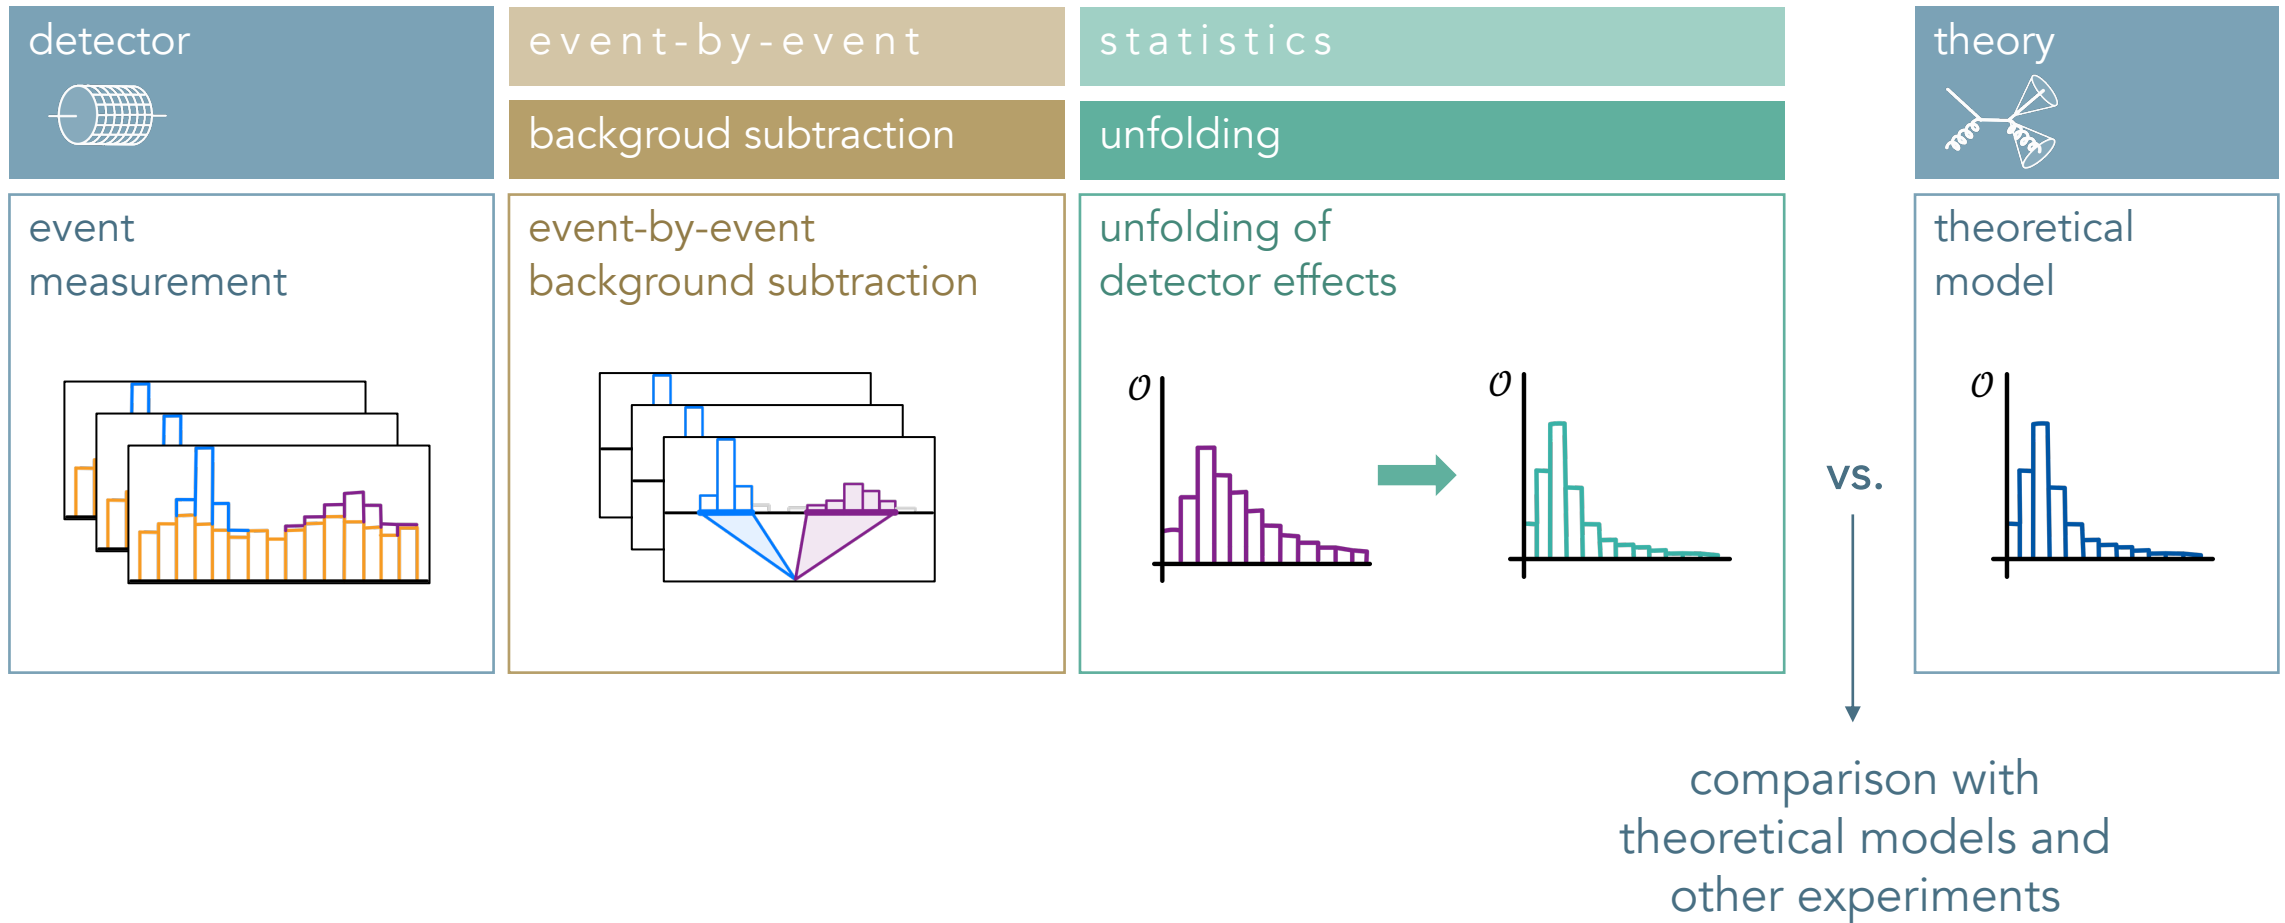 detector
event-by-event
statistics
theory
backgroud subtraction
unfolding
event
measurement
event-by-event
background subtraction
unfolding of
detector effects
theoretical
model
𝒪
𝒪
𝒪
vs.
comparison with
theoretical models and
other experiments